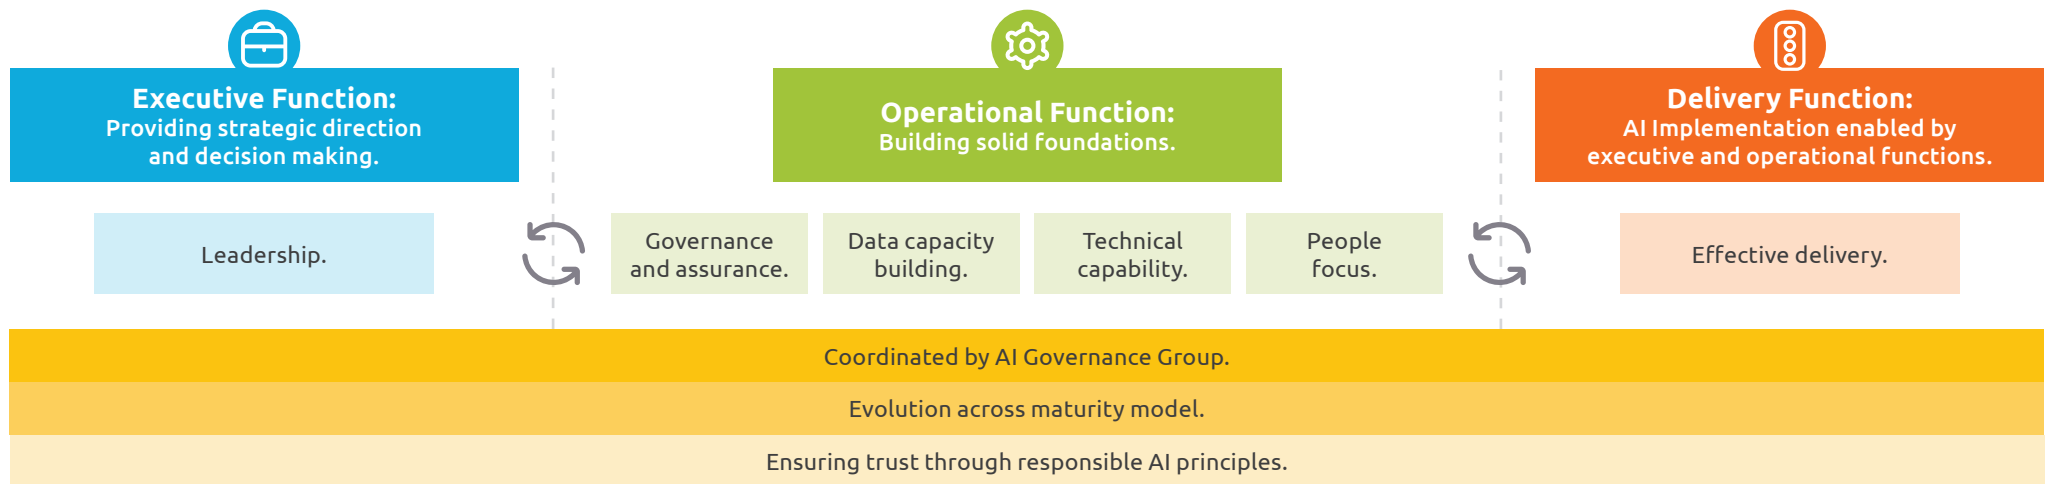 Executive Function:
Providing strategic direction
and decision making.
Operational Function:
Building solid foundations.
Delivery Function:
AI Implementation enabled by
executive and operational functions.
Leadership.
Governance
and assurance.
Data capacity
building.
Technical
capability.
People
focus.
Effective delivery.
Coordinated by AI Governance Group.
Evolution across maturity model.
Ensuring trust through responsible AI principles.